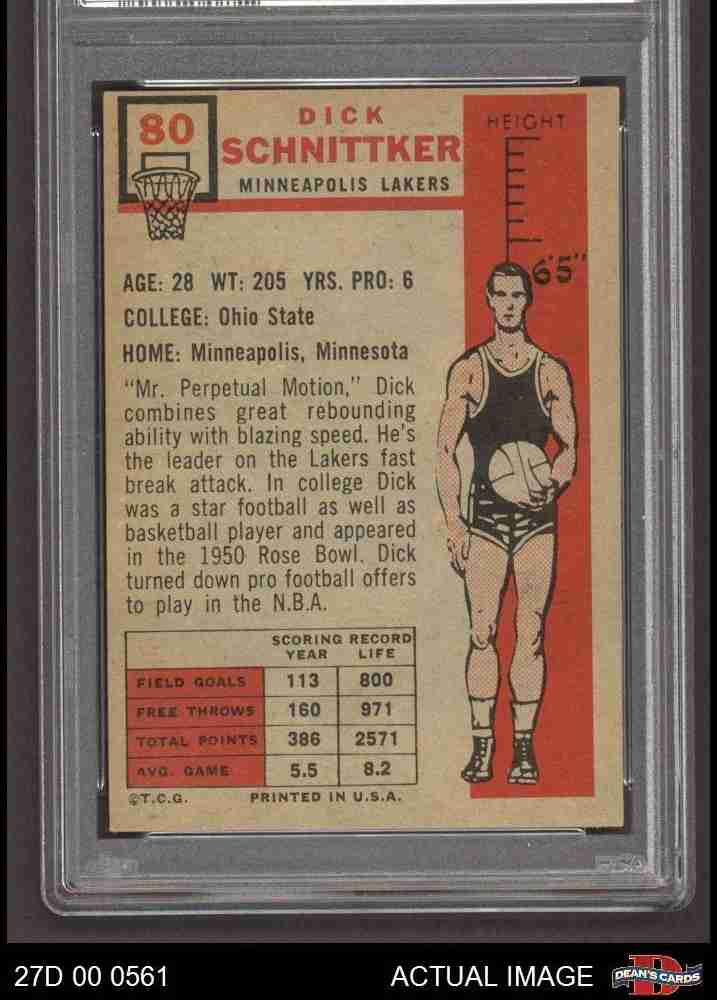 80
DICK
SCHNITTKER
MINNEAPOLIS LAKERS
HEIGHT
6'5"
AGE: 28 WT: 205 YRS. PRO: 6
COLLEGE: Ohio State
HOME: Minneapolis, Minnesota
"Mr. Perpetual Motion," Dick
combines great rebounding
ability with blazing speed. He's
the leader on the Lakers fast
break attack. In college Dick
was a star football as well as
basketball player and appeared
in the 1950 Rose Bowl. Dick
turned down pro football offers
to play in the N.B.A.
SCORING RECORD
YEAR LIFE
FIELD GOALS 113 800
FREE THROWS 160 971
TOTAL POINTS 386 2571
AVG. GAME 5.5 8.2
©T.C.G. PRINTED IN U.S.A.
27D 00 0561 ACTUAL IMAGE DEAN'S CARDS